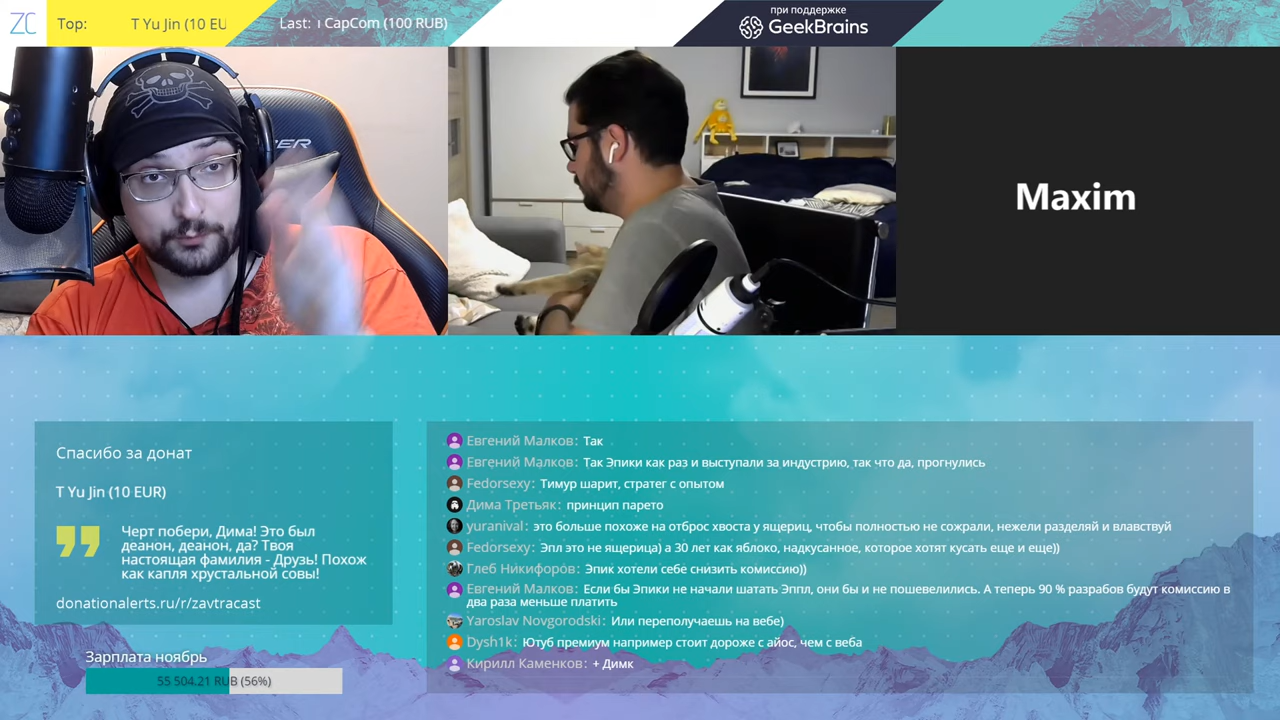 ZC
Top:
T Yu Jin (10 EU
Last:
ı CapCom (100 RUB)
при поддержке
GeekBrains
Maxim
Спасибо за донат
T Yu Jin (10 EUR)
Черт побери, Дима! Это был
деанон, деанон, да? Твоя
настоящая фамилия - Друзь! Похож
как капля хрустальной совы!
donationalerts.ru/r/zavtracast
Зарплата ноябрь
55 504.21 RUB (56%)
Евгений Малков: Так
Евгений Малков: Так Эпики как раз и выступали за индустрию, так что да, прогнулись
Fedorsexy: Тимур шарит, стратег с опытом
Дима Третьяк: принцип парето
yuranival: это больше похоже на отброс хвоста у ящериц, чтобы полностью не сожрали, нежели разделяй и влавствуй
Fedorsexy: Эпл это не ящерица) а 30 лет как яблоко, надкусанное, которое хотят кусать еще и еще))
Глеб Никифоров: Эпик хотели себе снизить комиссию))
Евгений Малков: Если бы Эпики не начали шатать Эппл, они бы и не пошевелились. А теперь 90 % разрабов будут комиссию в
два раза меньше платить
Yaroslav Novgorodski: Или переполучаешь на вебе)
Dysh1k: Ютуб премиум например стоит дороже с айос, чем с веба
Кирилл Каменков: + Димк